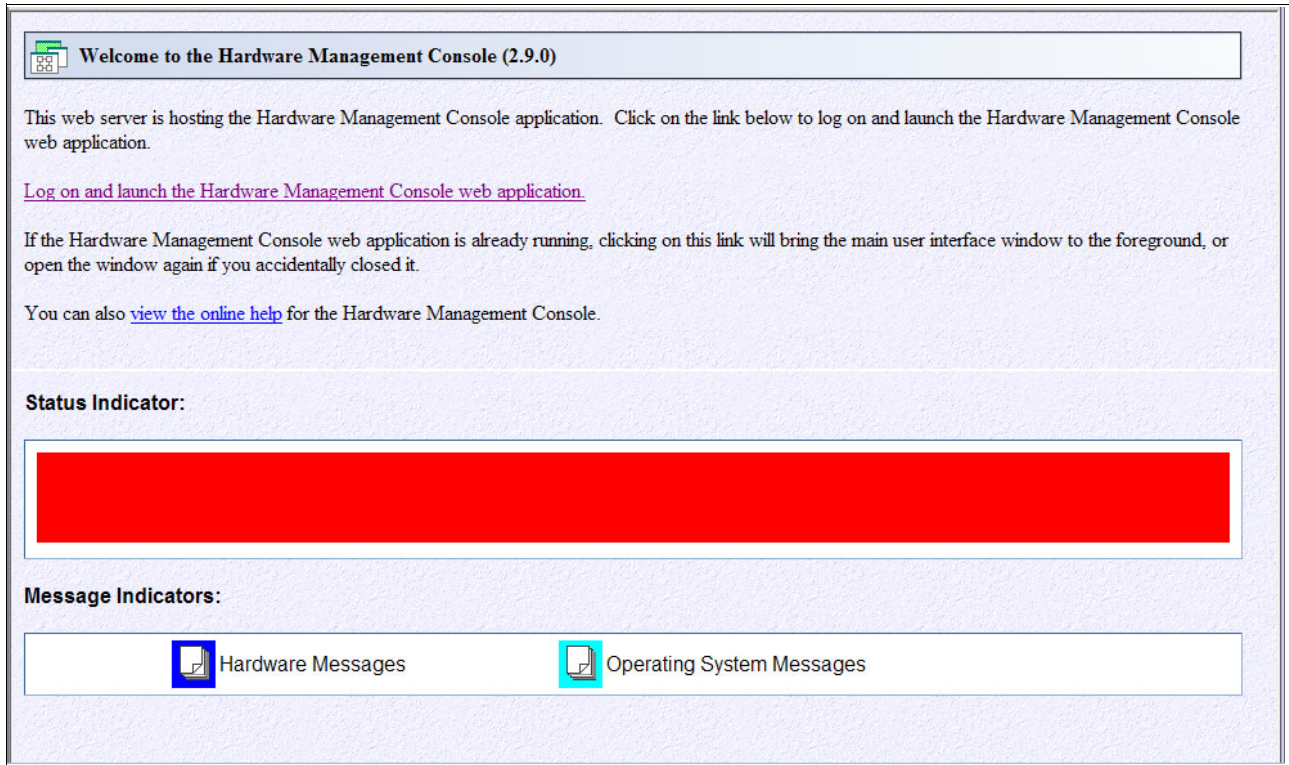 Welcome to the Hardware Management Console (2.9.0)
This web server is hosting the Hardware Management Console application.  Click on the link below to log on and launch the Hardware Management Console
web application.
Log on and launch the Hardware Management Console web application.
If the Hardware Management Console web application is already running, clicking on this link will bring the main user interface window to the foreground, or
open the window again if you accidentally closed it.
You can also view the online help for the Hardware Management Console.
Status Indicator:
Message Indicators:
Hardware Messages Operating System Messages